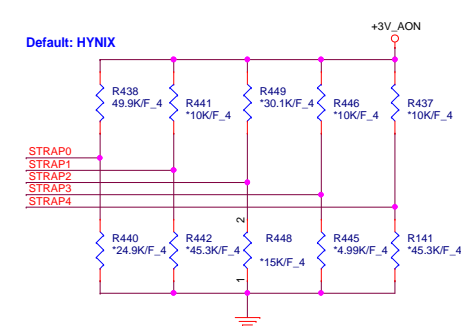 +3V_AON
Default: HYNIX
R438
49.9K/F_4
R441
*10K/F_4
R449
*30.1K/F_4
R446
*10K/F_4
R437
*10K/F_4
STRAP0
STRAP1
STRAP2
STRAP3
STRAP4
R440
*24.9K/F_4
R442
*45.3K/F_4
2
R448
*15K/F_4
1
R445
*4.99K/F_4
R141
*45.3K/F_4